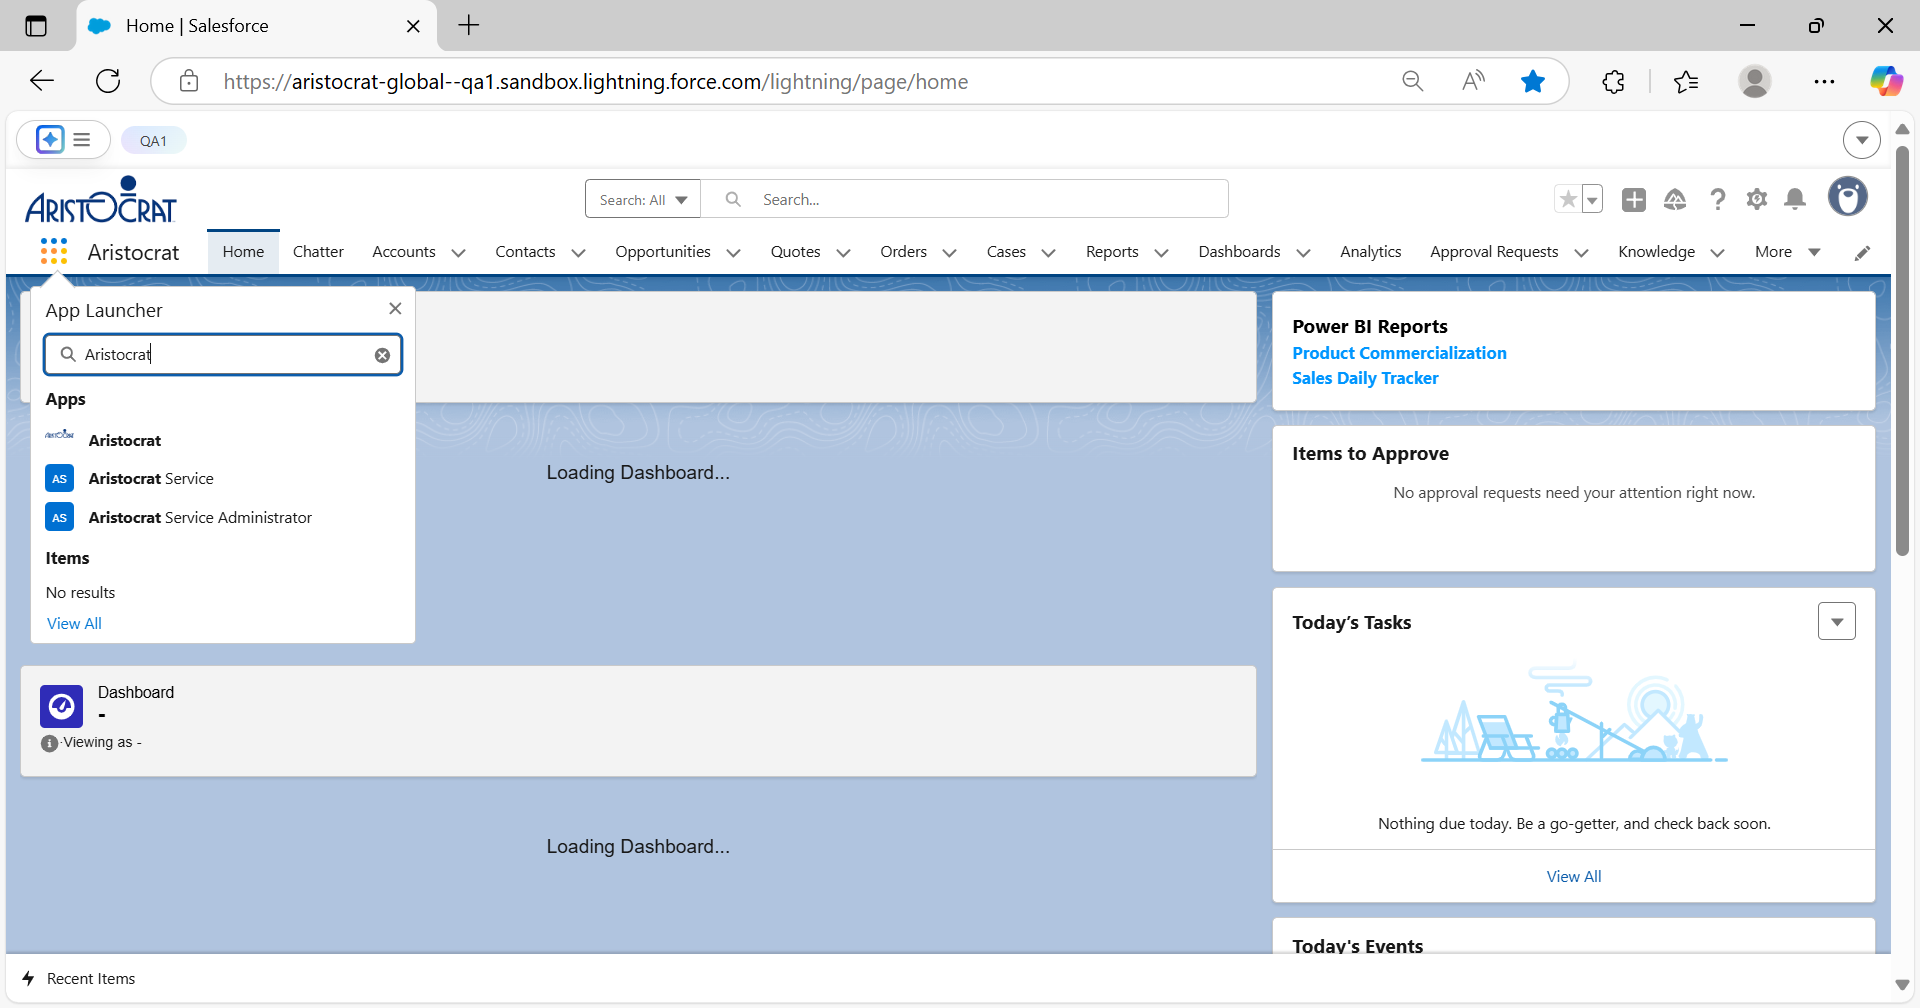 Home | Salesforce
https://aristocrat-global--qa1.sandbox.lightning.force.com/lightning/page/home
QA1
ARISTOCRAT
Search: All
Search...
Aristocrat
Home
Chatter
Accounts
Contacts
Opportunities
Quotes
Orders
Cases
Reports
Dashboards
Analytics
Approval Requests
Knowledge
More
App Launcher
Aristocrat
Apps
ARISTOCRAT
Aristocrat
AS
Aristocrat Service
AS
Aristocrat Service Administrator
Items
No results
View All
Loading Dashboard...
Dashboard
-
Viewing as -
Loading Dashboard...
Power BI Reports
Product Commercialization
Sales Daily Tracker
Items to Approve
No approval requests need your attention right now.
Today’s Tasks
Nothing due today. Be a go-getter, and check back soon.
View All
Today's Events
Recent Items